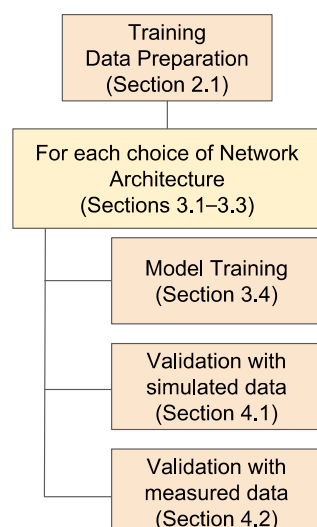 Training
Data Preparation
(Section 2.1)
For each choice of Network
Architecture
(Sections 3.1–3.3)
Model Training
(Section 3.4)
Validation with
simulated data
(Section 4.1)
Validation with
measured data
(Section 4.2)